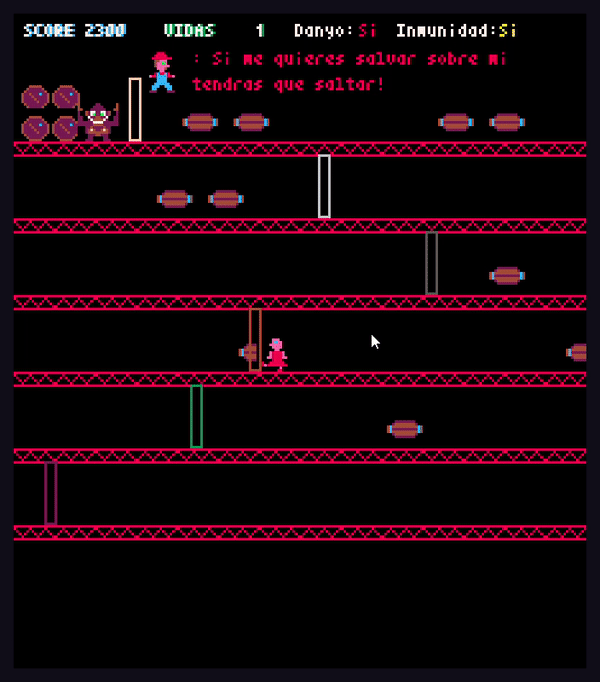 SCORE 2300 VIDAS 1 Danyo:Si Inmunidad:Si
: Si me quieres salvar sobre mi
tendras que saltar!